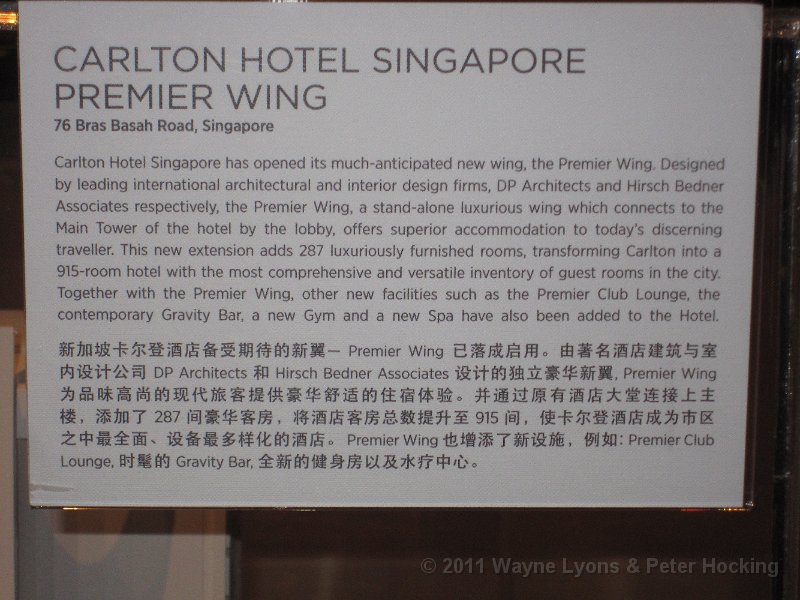 CARLTON HOTEL SINGAPORE
PREMIER WING
76 Bras Basah Road, Singapore
Carlton Hotel Singapore has opened its much-anticipated new wing, the Premier Wing. Designed
by leading international architectural and interior design firms, DP Architects and Hirsch Bedner
Associates respectively, the Premier Wing, a stand-alone luxurious wing which connects to the
Main Tower of the hotel by the lobby, offers superior accommodation to today's discerning
traveller. This new extension adds 287 luxuriously furnished rooms, transforming Carlton into a
915-room hotel with the most comprehensive and versatile inventory of guest rooms in the city.
Together with the Premier Wing, other new facilities such as the Premier Club Lounge, the
contemporary Gravity Bar, a new Gym and a new Spa have also been added to the Hotel.
新加坡卡尔登酒店备受期待的新翼— Premier Wing 已落成启用。由著名酒店建筑与室
内设计公司 DP Architects 和 Hirsch Bedner Associates 设计的独立豪华新翼, Premier Wing
为品味高尚的现代旅客提供豪华舒适的住宿体验。并通过原有酒店大堂连接上主
楼，添加了 287 间豪华客房，将酒店客房总数提升至 915 间，使卡尔登酒店成为市区
之中最全面、设备最多样化的酒店。 Premier Wing 也增添了新设施，例如: Premier Club
Lounge, 时髦的 Gravity Bar, 全新的健身房以及水疗中心。
© 2011 Wayne Lyons & Peter Hocking